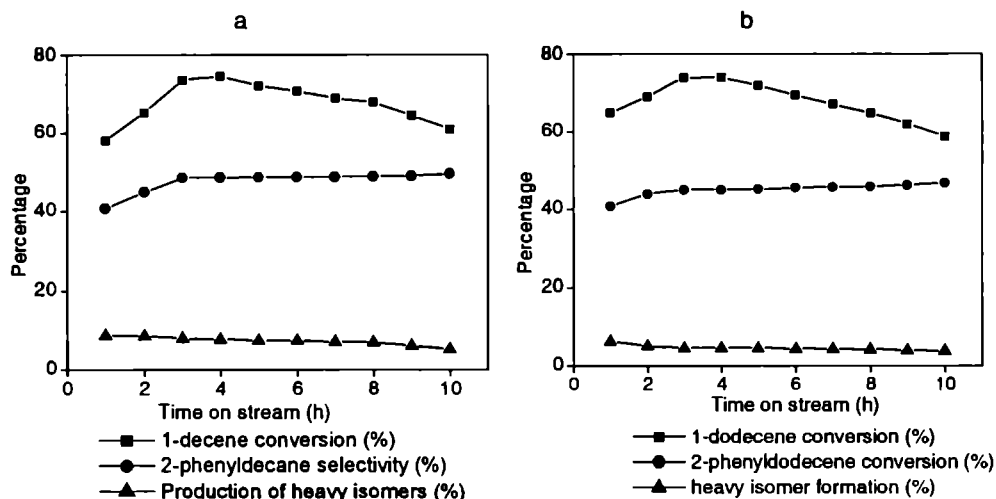 a
80
60
40
20
0
Percentage
0 2 4 6 8 10
Time on stream (h)
1-decene conversion (%)
2-phenyldecane selectivity (%)
Production of heavy isomers (%)
b
80
60
40
20
0
Percentage
0 2 4 6 8 10
Time on stream (h)
1-dodecene conversion (%)
2-phenyldodecene conversion (%)
heavy isomer formation (%)